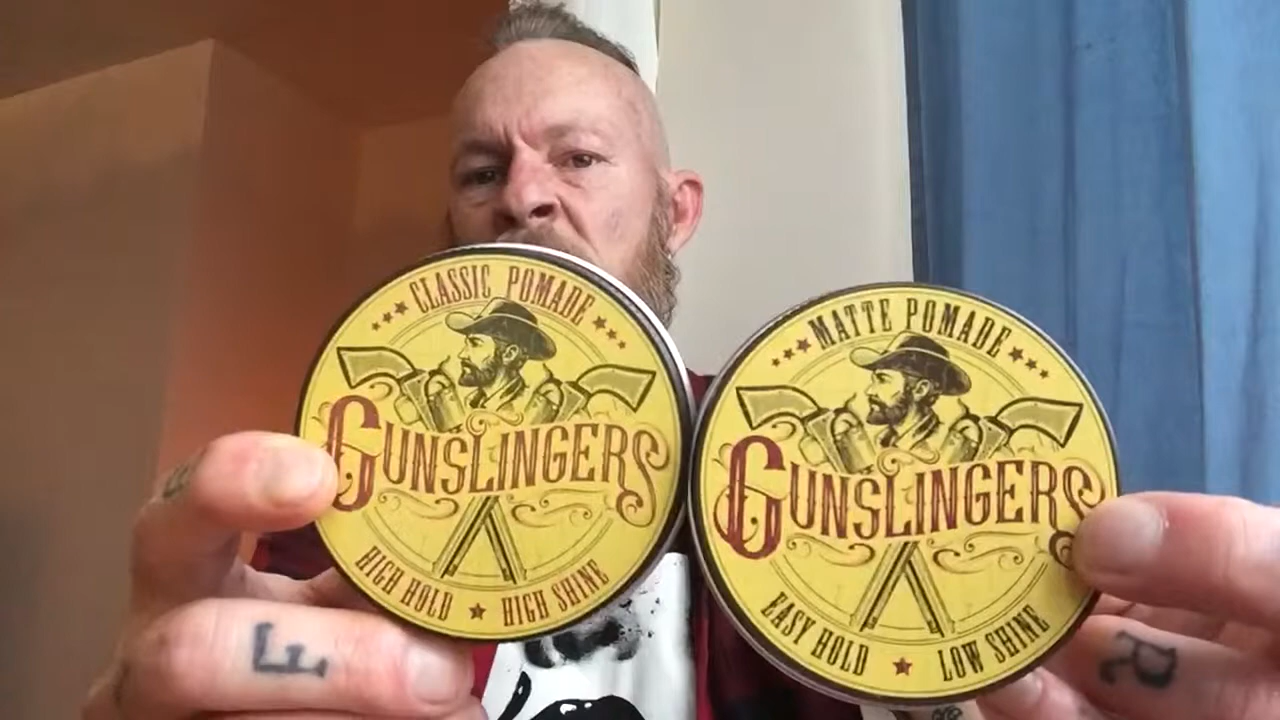 CLASSIC POMADE
GUNSLINGERS
HIGH HOLD ★ HIGH SHINE
MATTE POMADE
GUNSLINGERS
EASY HOLD ★ LOW SHINE
E
R